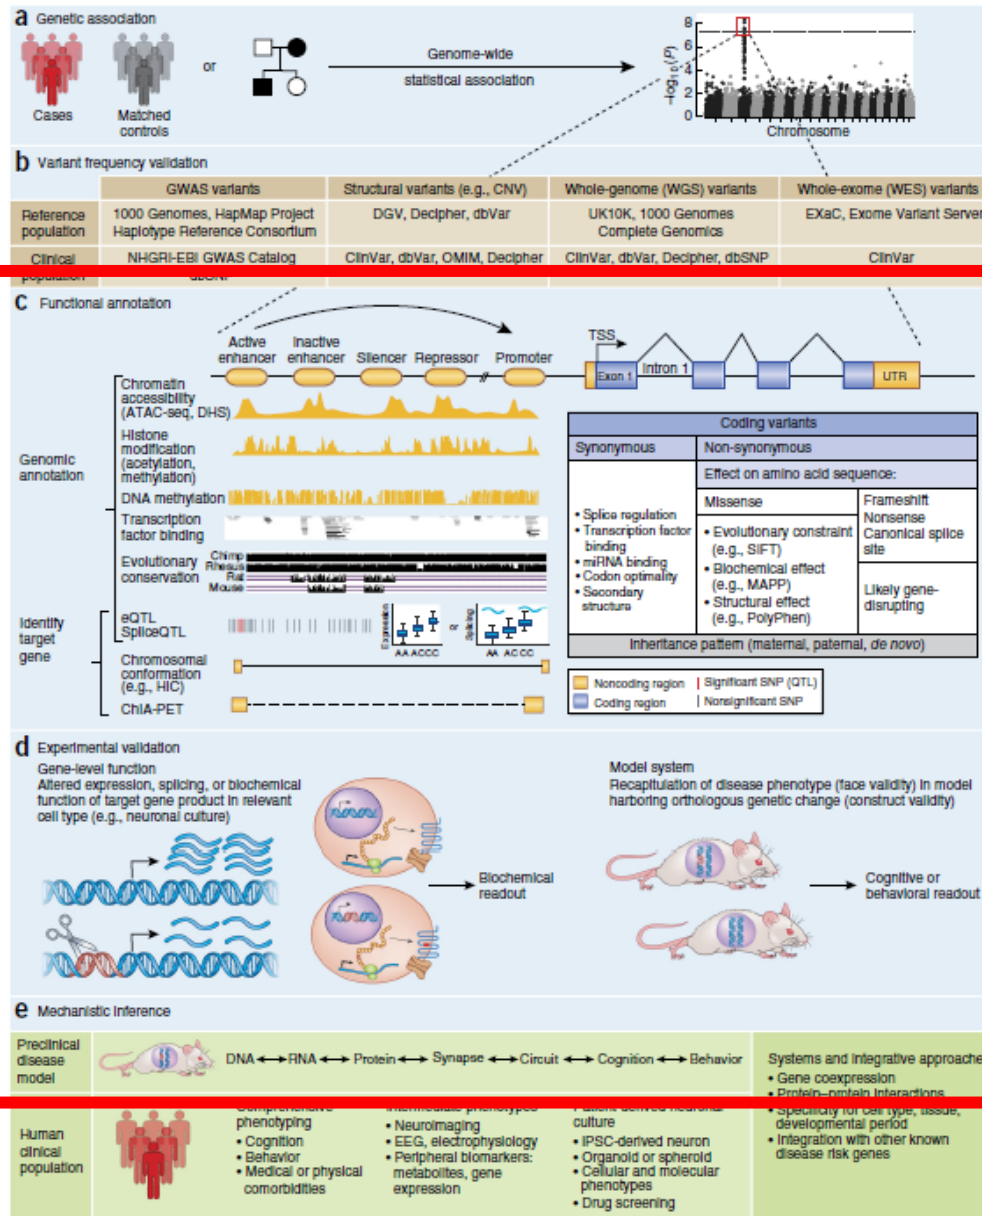 a Genetic association
Cases
Matched
controls
or
Genome-wide
statistical association
–log10(P)
8
6
4
2
0
Chromosome
b Variant frequency validation
GWAS variants
Structural variants (e.g., CNV)
Whole-genome (WGS) variants
Whole-exome (WES) variants
Reference
population
1000 Genomes, HapMap Project
Haplotype Reference Consortium
DGV, Decipher, dbVar
UK10K, 1000 Genomes
Complete Genomics
EXaC, Exome Variant Server
Clinical
NHGRI-EBI GWAS Catalog
ClinVar, dbVar, OMIM, Decipher
ClinVar, dbVar, Decipher, dbSNP
ClinVar
c Functional annotation
Active
enhancer
Inactive
enhancer
Silencer
Repressor
//
Promoter
TSS
Exon 1
Intron 1
UTR
Genomic
annotation
Chromatin
accessibility
(ATAC-seq, DHS)
Histone
modification
(acetylation,
methylation)
DNA methylation
Transcription
factor binding
Evolutionary
conservation
Chimp
Rhesus
Rat
Mouse
Identify
target
gene
eQTL
SpliceQTL
Expression
AA AC CC
or
Splicing
AA AC CC
Chromosomal
conformation
(e.g., HIC)
ChIA-PET
Coding variants
Synonymous
Non-synonymous
Effect on amino acid sequence:
• Splice regulation
• Transcription factor
binding
• miRNA binding
• Codon optimality
• Secondary
structure
Missense
• Evolutionary constraint
(e.g., SIFT)
• Biochemical effect
(e.g., MAPP)
• Structural effect
(e.g., PolyPhen)
Frameshift
Nonsense
Canonical splice
site
Likely gene-
disrupting
Inheritance pattern (maternal, paternal, de novo)
Noncoding region
Significant SNP (QTL)
Coding region
Nonsignificant SNP
d Experimental validation
Gene-level function
Altered expression, splicing, or biochemical
function of target gene product in relevant
cell type (e.g., neuronal culture)
Biochemical
readout
Model system
Recapitulation of disease phenotype (face validity) in model
harboring orthologous genetic change (construct validity)
Cognitive or
behavioral readout
e Mechanistic inference
Preclinical
disease
model
DNA RNA Protein Synapse Circuit Cognition Behavior
Systems and integrative approache
• Gene coexpression
• Protein–protein interactions
• Specificity for cell type, tissue,
developmental period
• Integration with other known
disease risk genes
Human
clinical
population
phenotyping
• Cognition
• Behavior
• Medical or physical
comorbidities
• Neuroimaging
• EEG, electrophysiology
• Peripheral biomarkers:
metabolites, gene
expression
culture
• IPSC-derived neuron
• Organoid or spheroid
• Cellular and molecular
phenotypes
• Drug screening